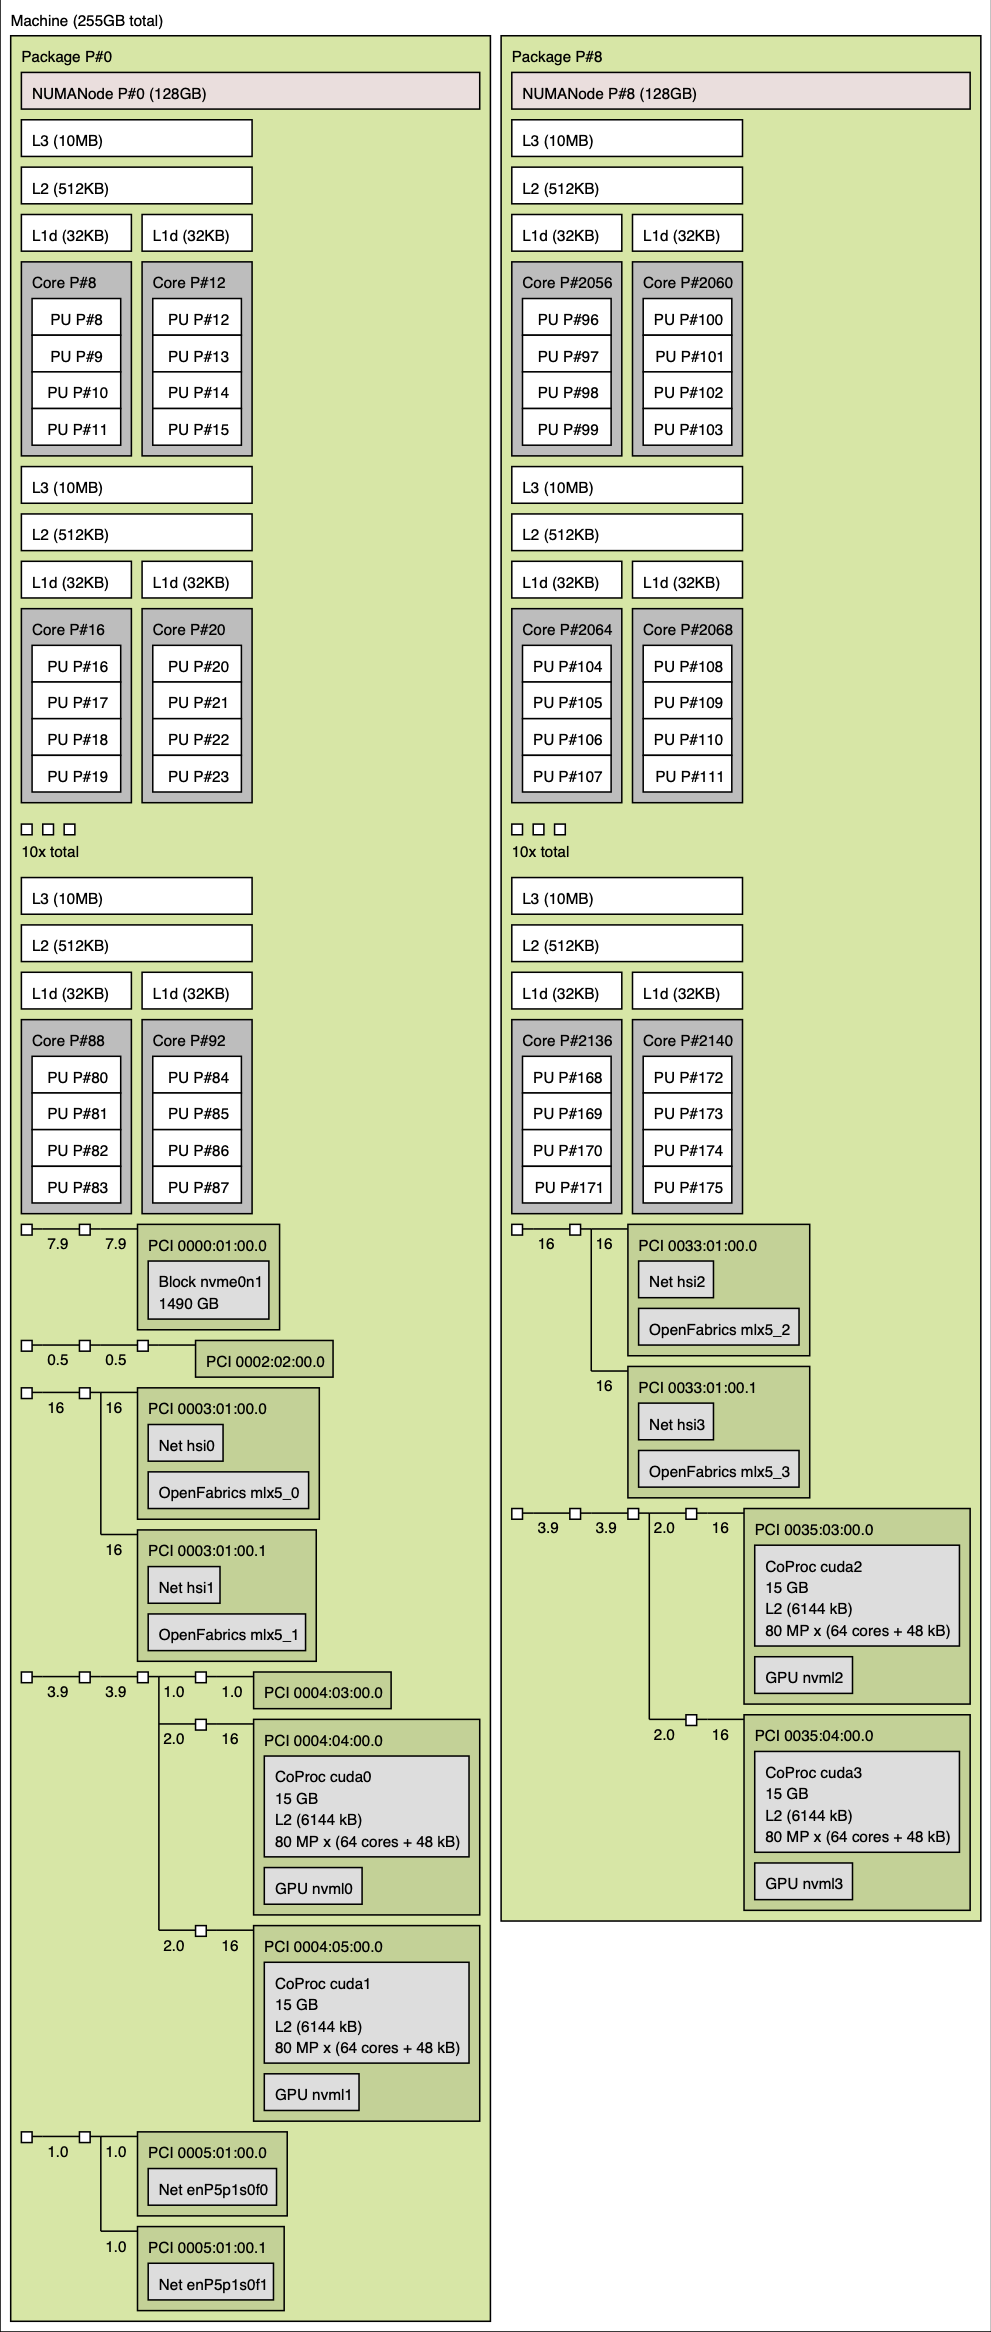 Machine (255GB total)
Package P#0
NUMANode P#0 (128GB)
L3 (10MB)
L2 (512KB)
L1d (32KB) L1d (32KB)
Core P#8 Core P#12
PU P#8 PU P#12
PU P#9 PU P#13
PU P#10 PU P#14
PU P#11 PU P#15
L3 (10MB)
L2 (512KB)
L1d (32KB) L1d (32KB)
Core P#16 Core P#20
PU P#16 PU P#20
PU P#17 PU P#21
PU P#18 PU P#22
PU P#19 PU P#23
10x total
L3 (10MB)
L2 (512KB)
L1d (32KB) L1d (32KB)
Core P#88 Core P#92
PU P#80 PU P#84
PU P#81 PU P#85
PU P#82 PU P#86
PU P#83 PU P#87
7.9 7.9 PCI 0000:01:00.0
Block nvme0n1
1490 GB
0.5 0.5 PCI 0002:02:00.0
16 16 PCI 0003:01:00.0
Net hsi0
OpenFabrics mlx5_0
16 PCI 0003:01:00.1
Net hsi1
OpenFabrics mlx5_1
3.9 3.9 1.0 1.0 PCI 0004:03:00.0
2.0 16 PCI 0004:04:00.0
CoProc cuda0
15 GB
L2 (6144 kB)
80 MP x (64 cores + 48 kB)
GPU nvml0
2.0 16 PCI 0004:05:00.0
CoProc cuda1
15 GB
L2 (6144 kB)
80 MP x (64 cores + 48 kB)
GPU nvml1
1.0 1.0 PCI 0005:01:00.0
Net enP5p1s0f0
1.0 PCI 0005:01:00.1
Net enP5p1s0f1
Package P#8
NUMANode P#8 (128GB)
L3 (10MB)
L2 (512KB)
L1d (32KB) L1d (32KB)
Core P#2056 Core P#2060
PU P#96 PU P#100
PU P#97 PU P#101
PU P#98 PU P#102
PU P#99 PU P#103
L3 (10MB)
L2 (512KB)
L1d (32KB) L1d (32KB)
Core P#2064 Core P#2068
PU P#104 PU P#108
PU P#105 PU P#109
PU P#106 PU P#110
PU P#107 PU P#111
10x total
L3 (10MB)
L2 (512KB)
L1d (32KB) L1d (32KB)
Core P#2136 Core P#2140
PU P#168 PU P#172
PU P#169 PU P#173
PU P#170 PU P#174
PU P#171 PU P#175
16 16 PCI 0033:01:00.0
Net hsi2
OpenFabrics mlx5_2
16 PCI 0033:01:00.1
Net hsi3
OpenFabrics mlx5_3
3.9 3.9 2.0 16 PCI 0035:03:00.0
CoProc cuda2
15 GB
L2 (6144 kB)
80 MP x (64 cores + 48 kB)
GPU nvml2
2.0 16 PCI 0035:04:00.0
CoProc cuda3
15 GB
L2 (6144 kB)
80 MP x (64 cores + 48 kB)
GPU nvml3